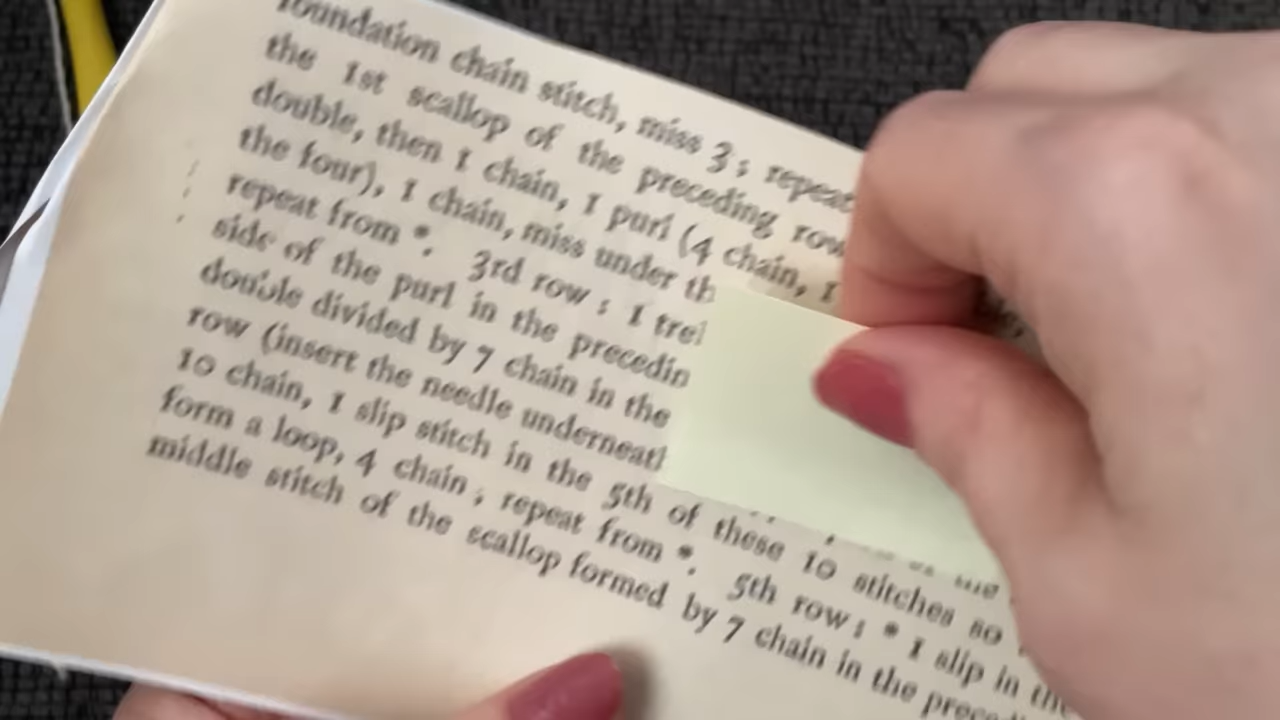 foundation chain stitch, miss 3; repeat
the 1st scallop of the preceding row
double, then 1 chain, 1 purl (4 chain, 1
the four), 1 chain, miss under th
repeat from *. 3rd row: 1 tre
side of the purl in the precedin
double divided by 7 chain in the
row (insert the needle underneat
10 chain, 1 slip stitch in the 5th of these 10 stitches so
form a loop, 4 chain; repeat from *. 5th row: * 1 slip in the
middle stitch of the scallop formed by 7 chain in the prece